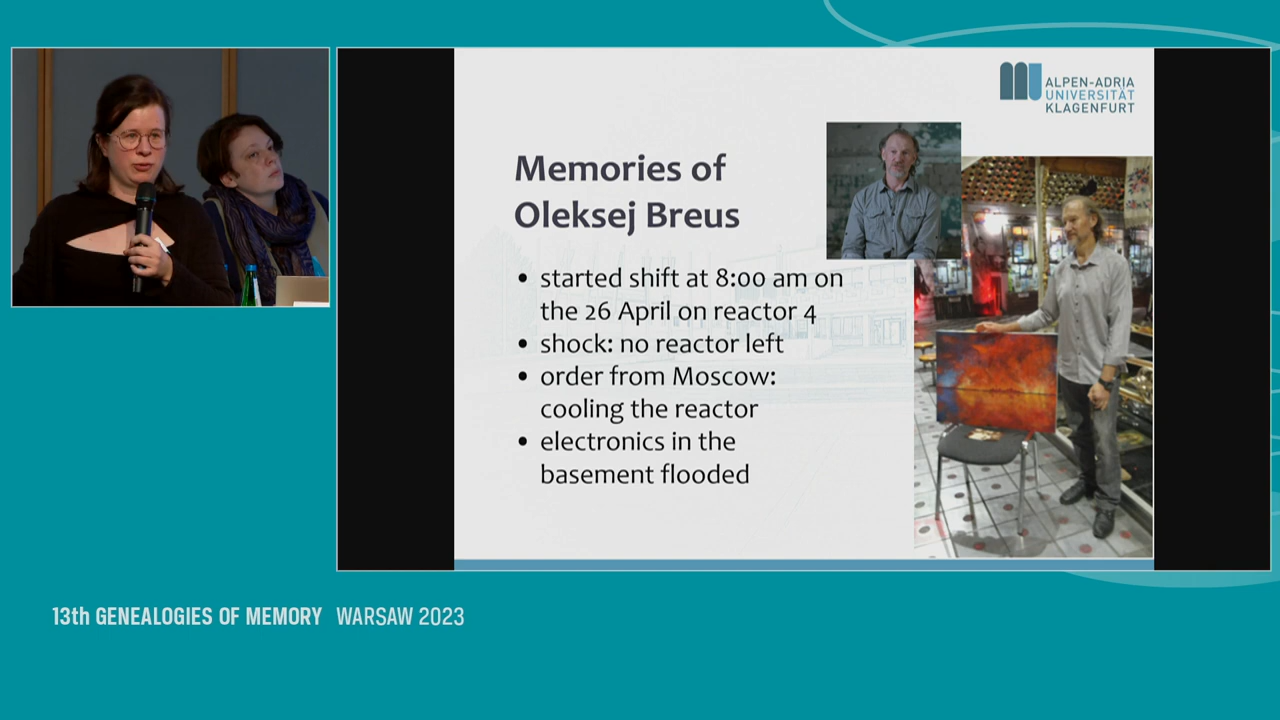 ALPEN-ADRIA
UNIVERSITÄT
KLAGENFURT
Memories of
Oleksej Breus
• started shift at 8:00 am on
the 26 April on reactor 4
• shock: no reactor left
• order from Moscow:
cooling the reactor
• electronics in the
basement flooded
13th GENEALOGIES OF MEMORY WARSAW 2023